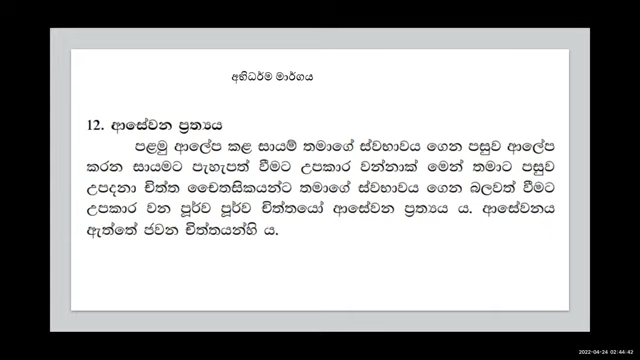 අභිධර්ම මාර්ගය
12. ආසේවන ප්‍රත්‍යය
පළමු ආලේප කළ සායම් තමාගේ ස්වභාවය ගෙන පසුව ආලේප
කරන සායමට පැහැපත් වීමට උපකාර වන්නාක් මෙන් තමාට පසුව
උපදනා චිත්ත චෛතසිකයන්ට තමාගේ ස්වභාවය ගෙන බලවත් වීමට
උපකාර වන පූර්ව පූර්ව චිත්තයෝ ආසේවන ප්‍රත්‍යය ය. ආසේවනය
ඇත්තේ ජවන චිත්තයන්හි ය.
2022-04-24 02:44:42